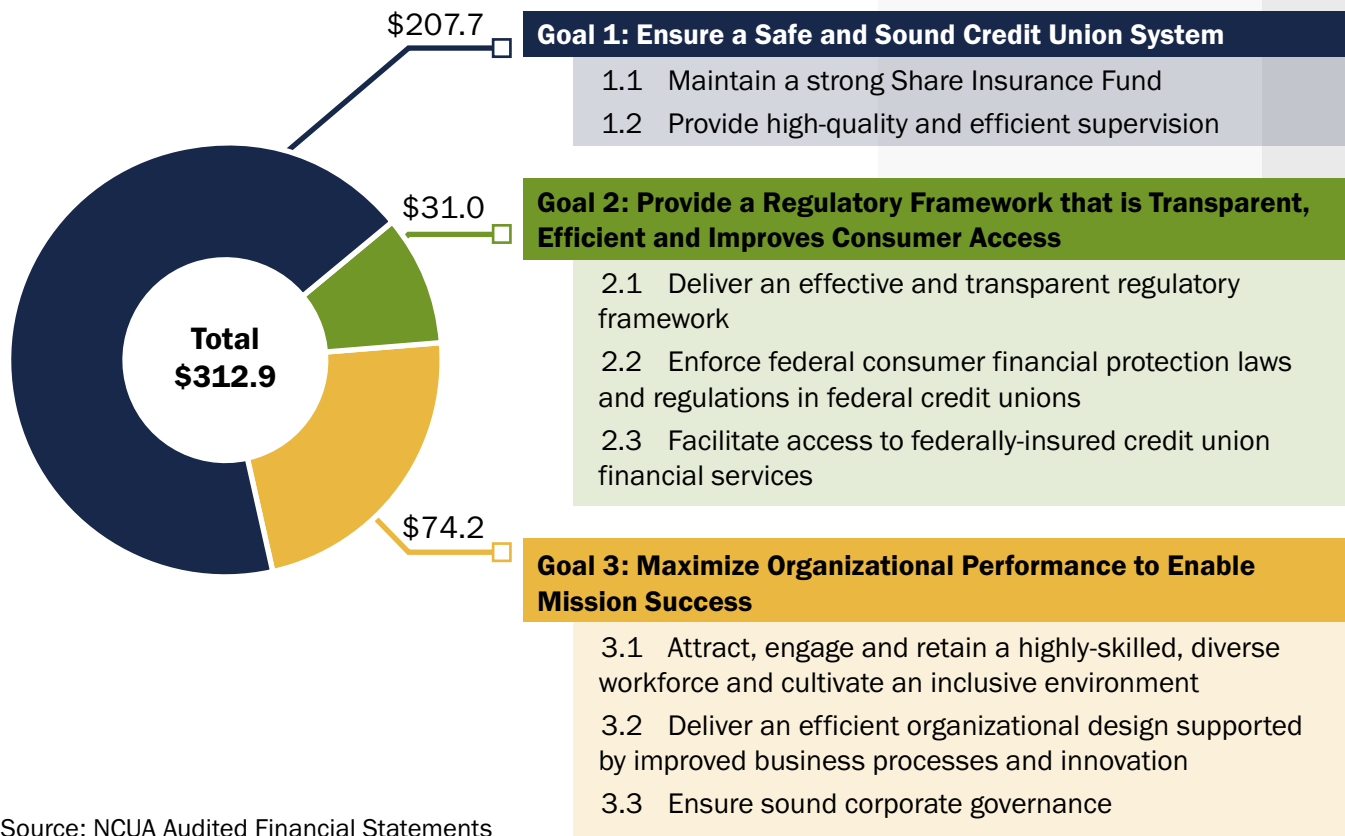 $207.7
Goal 1: Ensure a Safe and Sound Credit Union System
1.1 Maintain a strong Share Insurance Fund
1.2 Provide high-quality and efficient supervision
$31.0
Goal 2: Provide a Regulatory Framework that is Transparent,
Efficient and Improves Consumer Access
2.1 Deliver an effective and transparent regulatory
framework
2.2 Enforce federal consumer financial protection laws
and regulations in federal credit unions
2.3 Facilitate access to federally-insured credit union
financial services
Total
$312.9
$74.2
Goal 3: Maximize Organizational Performance to Enable
Mission Success
3.1 Attract, engage and retain a highly-skilled, diverse
workforce and cultivate an inclusive environment
3.2 Deliver an efficient organizational design supported
by improved business processes and innovation
3.3 Ensure sound corporate governance
Source: NCUA Audited Financial Statements